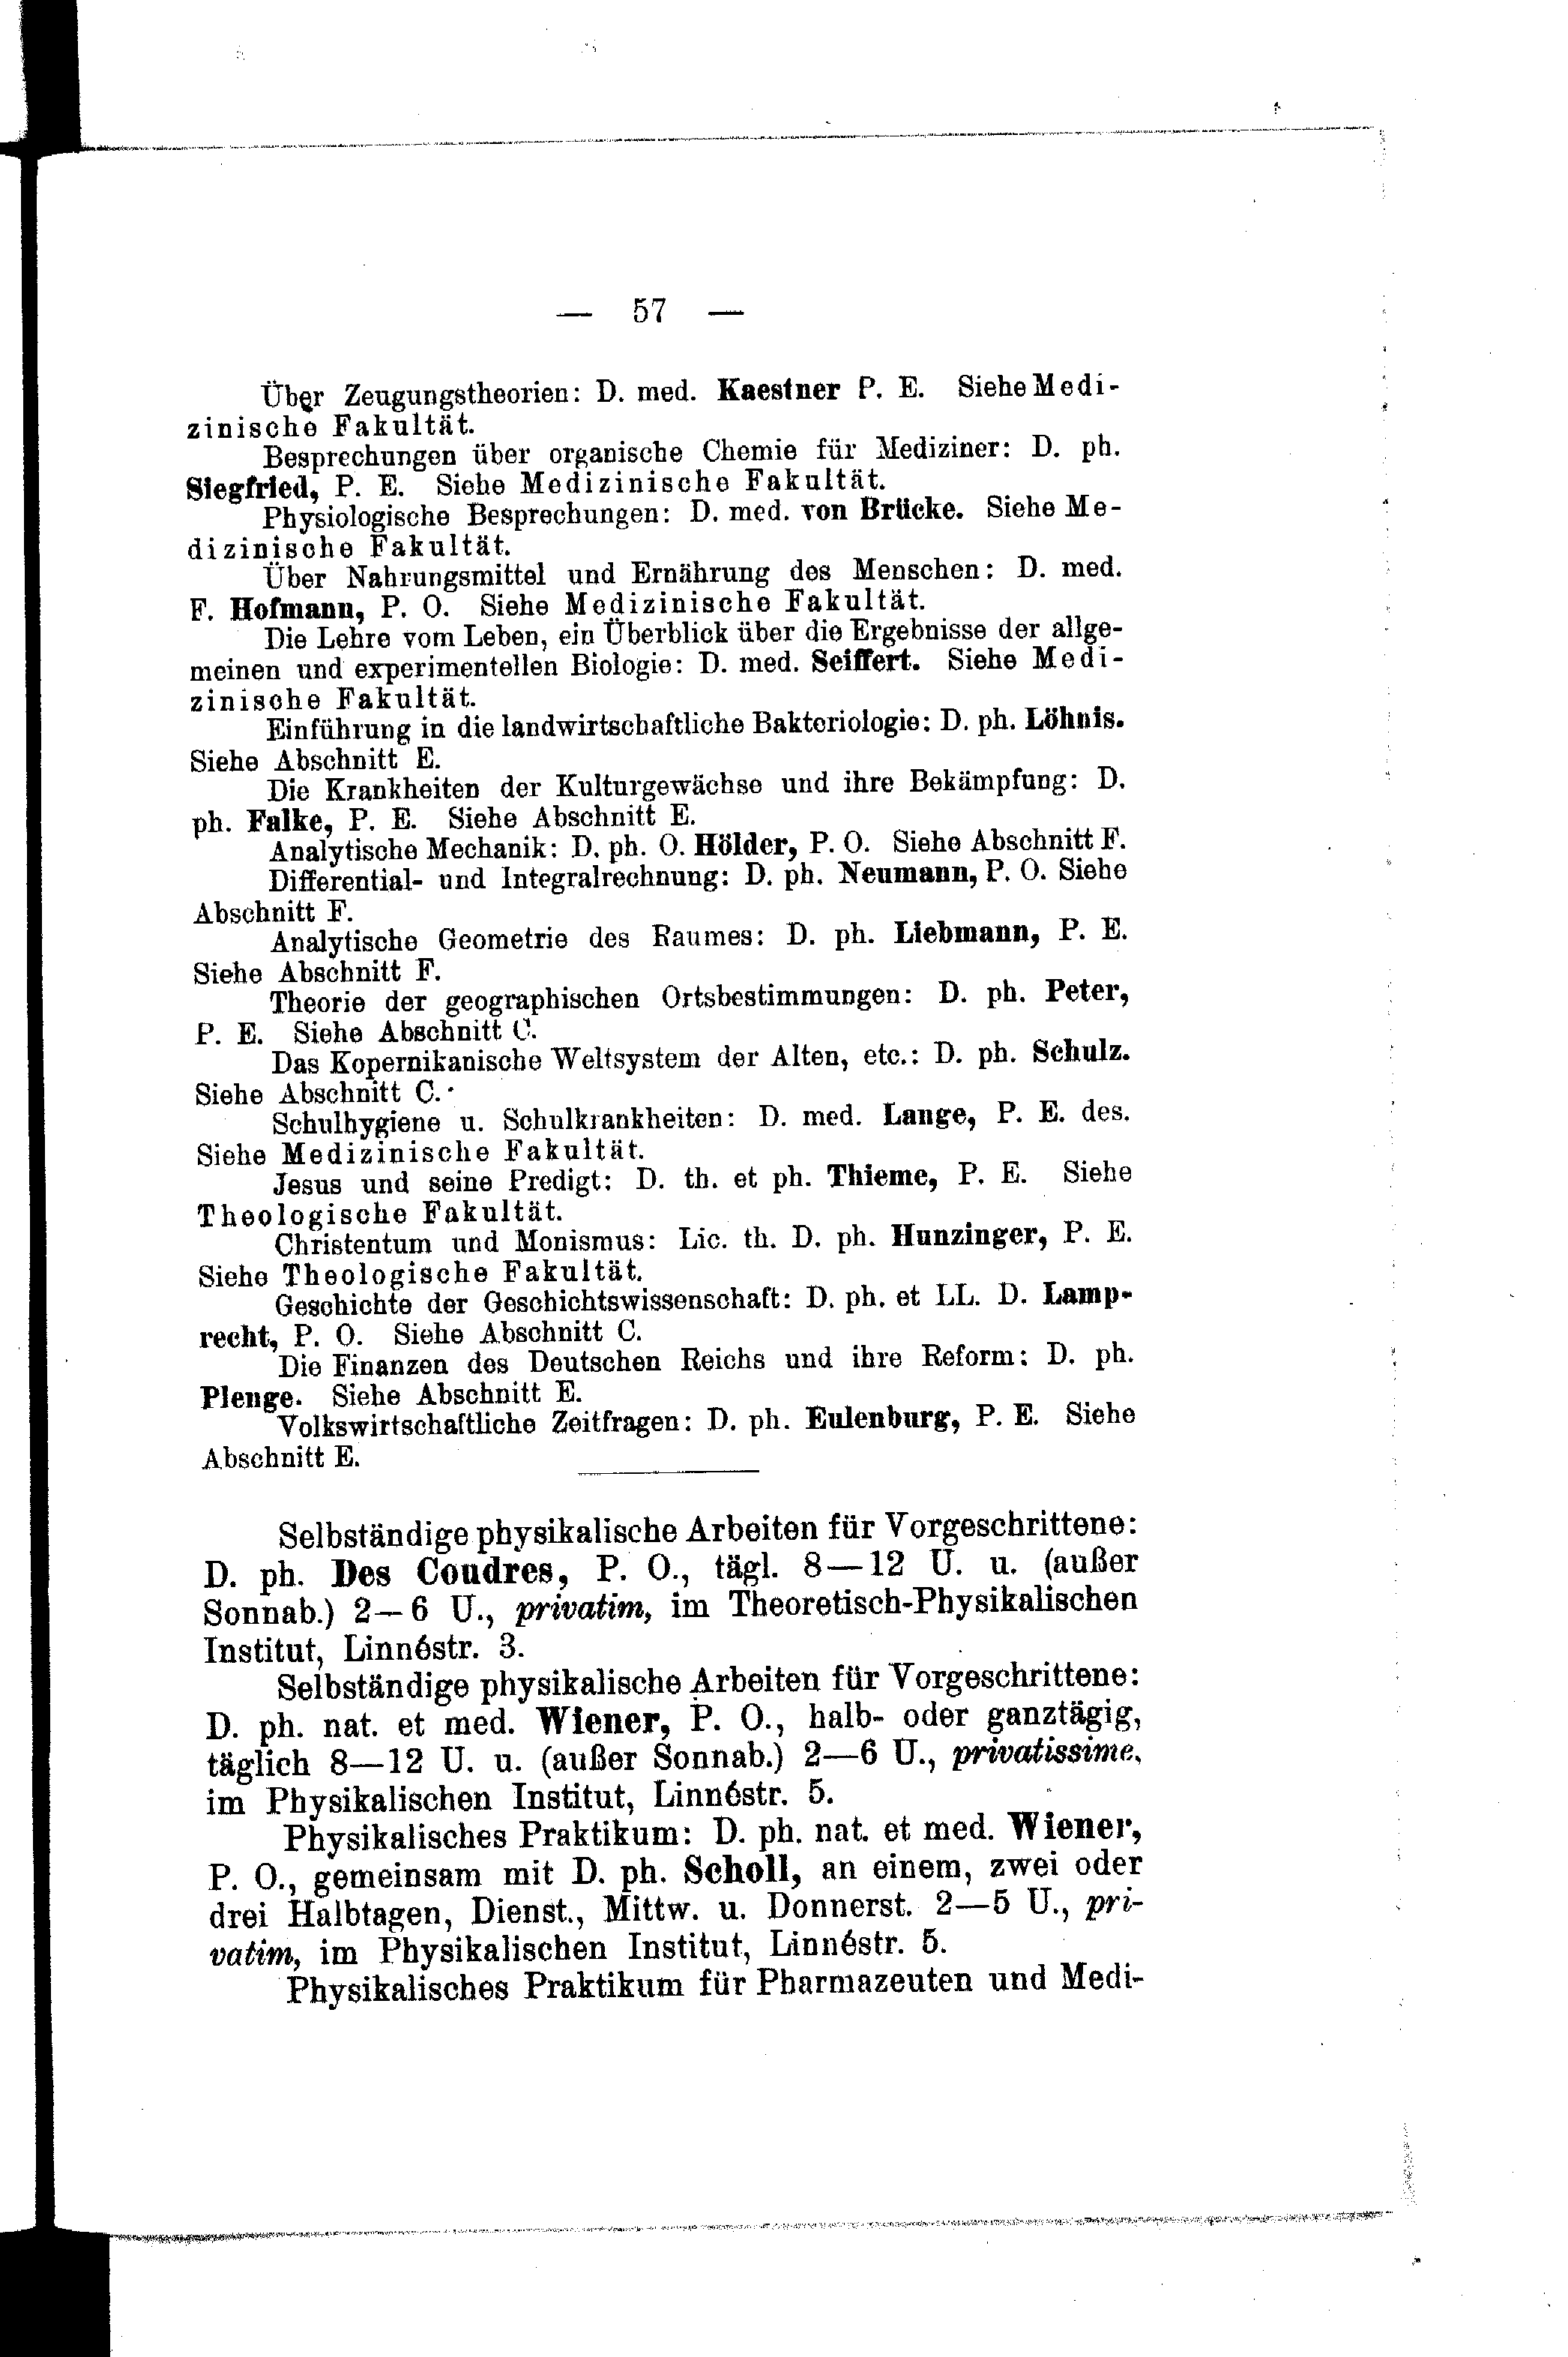 — 57 —
Über Zeugungstheorien: D. med. Kaestner P. E. Siehe Medi-
zinische Fakultät.
Besprechungen über organische Chemie für Mediziner: D. ph.
Siegfried, P. E. Siehe Medizinische Fakultät.
Physiologische Besprechungen: D. med. von Brücke. Siehe Me-
dizinische Fakultät.
Über Nahrungsmittel und Ernährung des Menschen: D. med.
F. Hofmann, P. O. Siehe Medizinische Fakultät.
Die Lehre vom Leben, ein Überblick über die Ergebnisse der allge-
meinen und experimentellen Biologie: D. med. Seiffert. Siehe Medi-
zinische Fakultät.
Einführung in die landwirtschaftliche Bakteriologie: D. ph. Löhnis.
Siehe Abschnitt E.
Die Krankheiten der Kulturgewächse und ihre Bekämpfung: D.
ph. Falke, P. E. Siehe Abschnitt E.
Analytische Mechanik: D. ph. O. Hölder, P. O. Siehe Abschnitt F.
Differential- und Integralrechnung: D. ph. Neumann, P. O. Siehe
Abschnitt F.
Analytische Geometrie des Raumes: D. ph. Liebmann, P. E.
Siehe Abschnitt F.
Theorie der geographischen Ortsbestimmungen: D. ph. Peter,
P. E. Siehe Abschnitt C.
Das Kopernikanische Weltsystem der Alten, etc.: D. ph. Schulz.
Siehe Abschnitt C.
Schulhygiene u. Schulkrankheiten: D. med. Lange, P. E. des.
Siehe Medizinische Fakultät.
Jesus und seine Predigt: D. th. et ph. Thieme, P. E. Siehe
Theologische Fakultät.
Christentum und Monismus: Lic. th. D. ph. Hunzinger, P. E.
Siehe Theologische Fakultät.
Geschichte der Geschichtswissenschaft: D. ph. et LL. D. Lamp-
recht, P. O. Siehe Abschnitt C.
Die Finanzen des Deutschen Reichs und ihre Reform: D. ph.
Plenge. Siehe Abschnitt E.
Volkswirtschaftliche Zeitfragen: D. ph. Eulenburg, P. E. Siehe
Abschnitt E.
Selbständige physikalische Arbeiten für Vorgeschrittene:
D. ph. Des Coudres, P. O., tägl. 8—12 U. u. (außer
Sonnab.) 2—6 U., privatim, im Theoretisch-Physikalischen
Institut, Linnéstr. 3.
Selbständige physikalische Arbeiten für Vorgeschrittene:
D. ph. nat. et med. Wiener, P. O., halb- oder ganztägig,
täglich 8—12 U. u. (außer Sonnab.) 2—6 U., privatissime,
im Physikalischen Institut, Linnéstr. 5.
Physikalisches Praktikum: D. ph. nat. et med. Wiener,
P. O., gemeinsam mit D. ph. Scholl, an einem, zwei oder
drei Halbtagen, Dienst., Mittw. u. Donnerst. 2—5 U., pri-
vatim, im Physikalischen Institut, Linnéstr. 5.
Physikalisches Praktikum für Pharmazeuten und Medi-